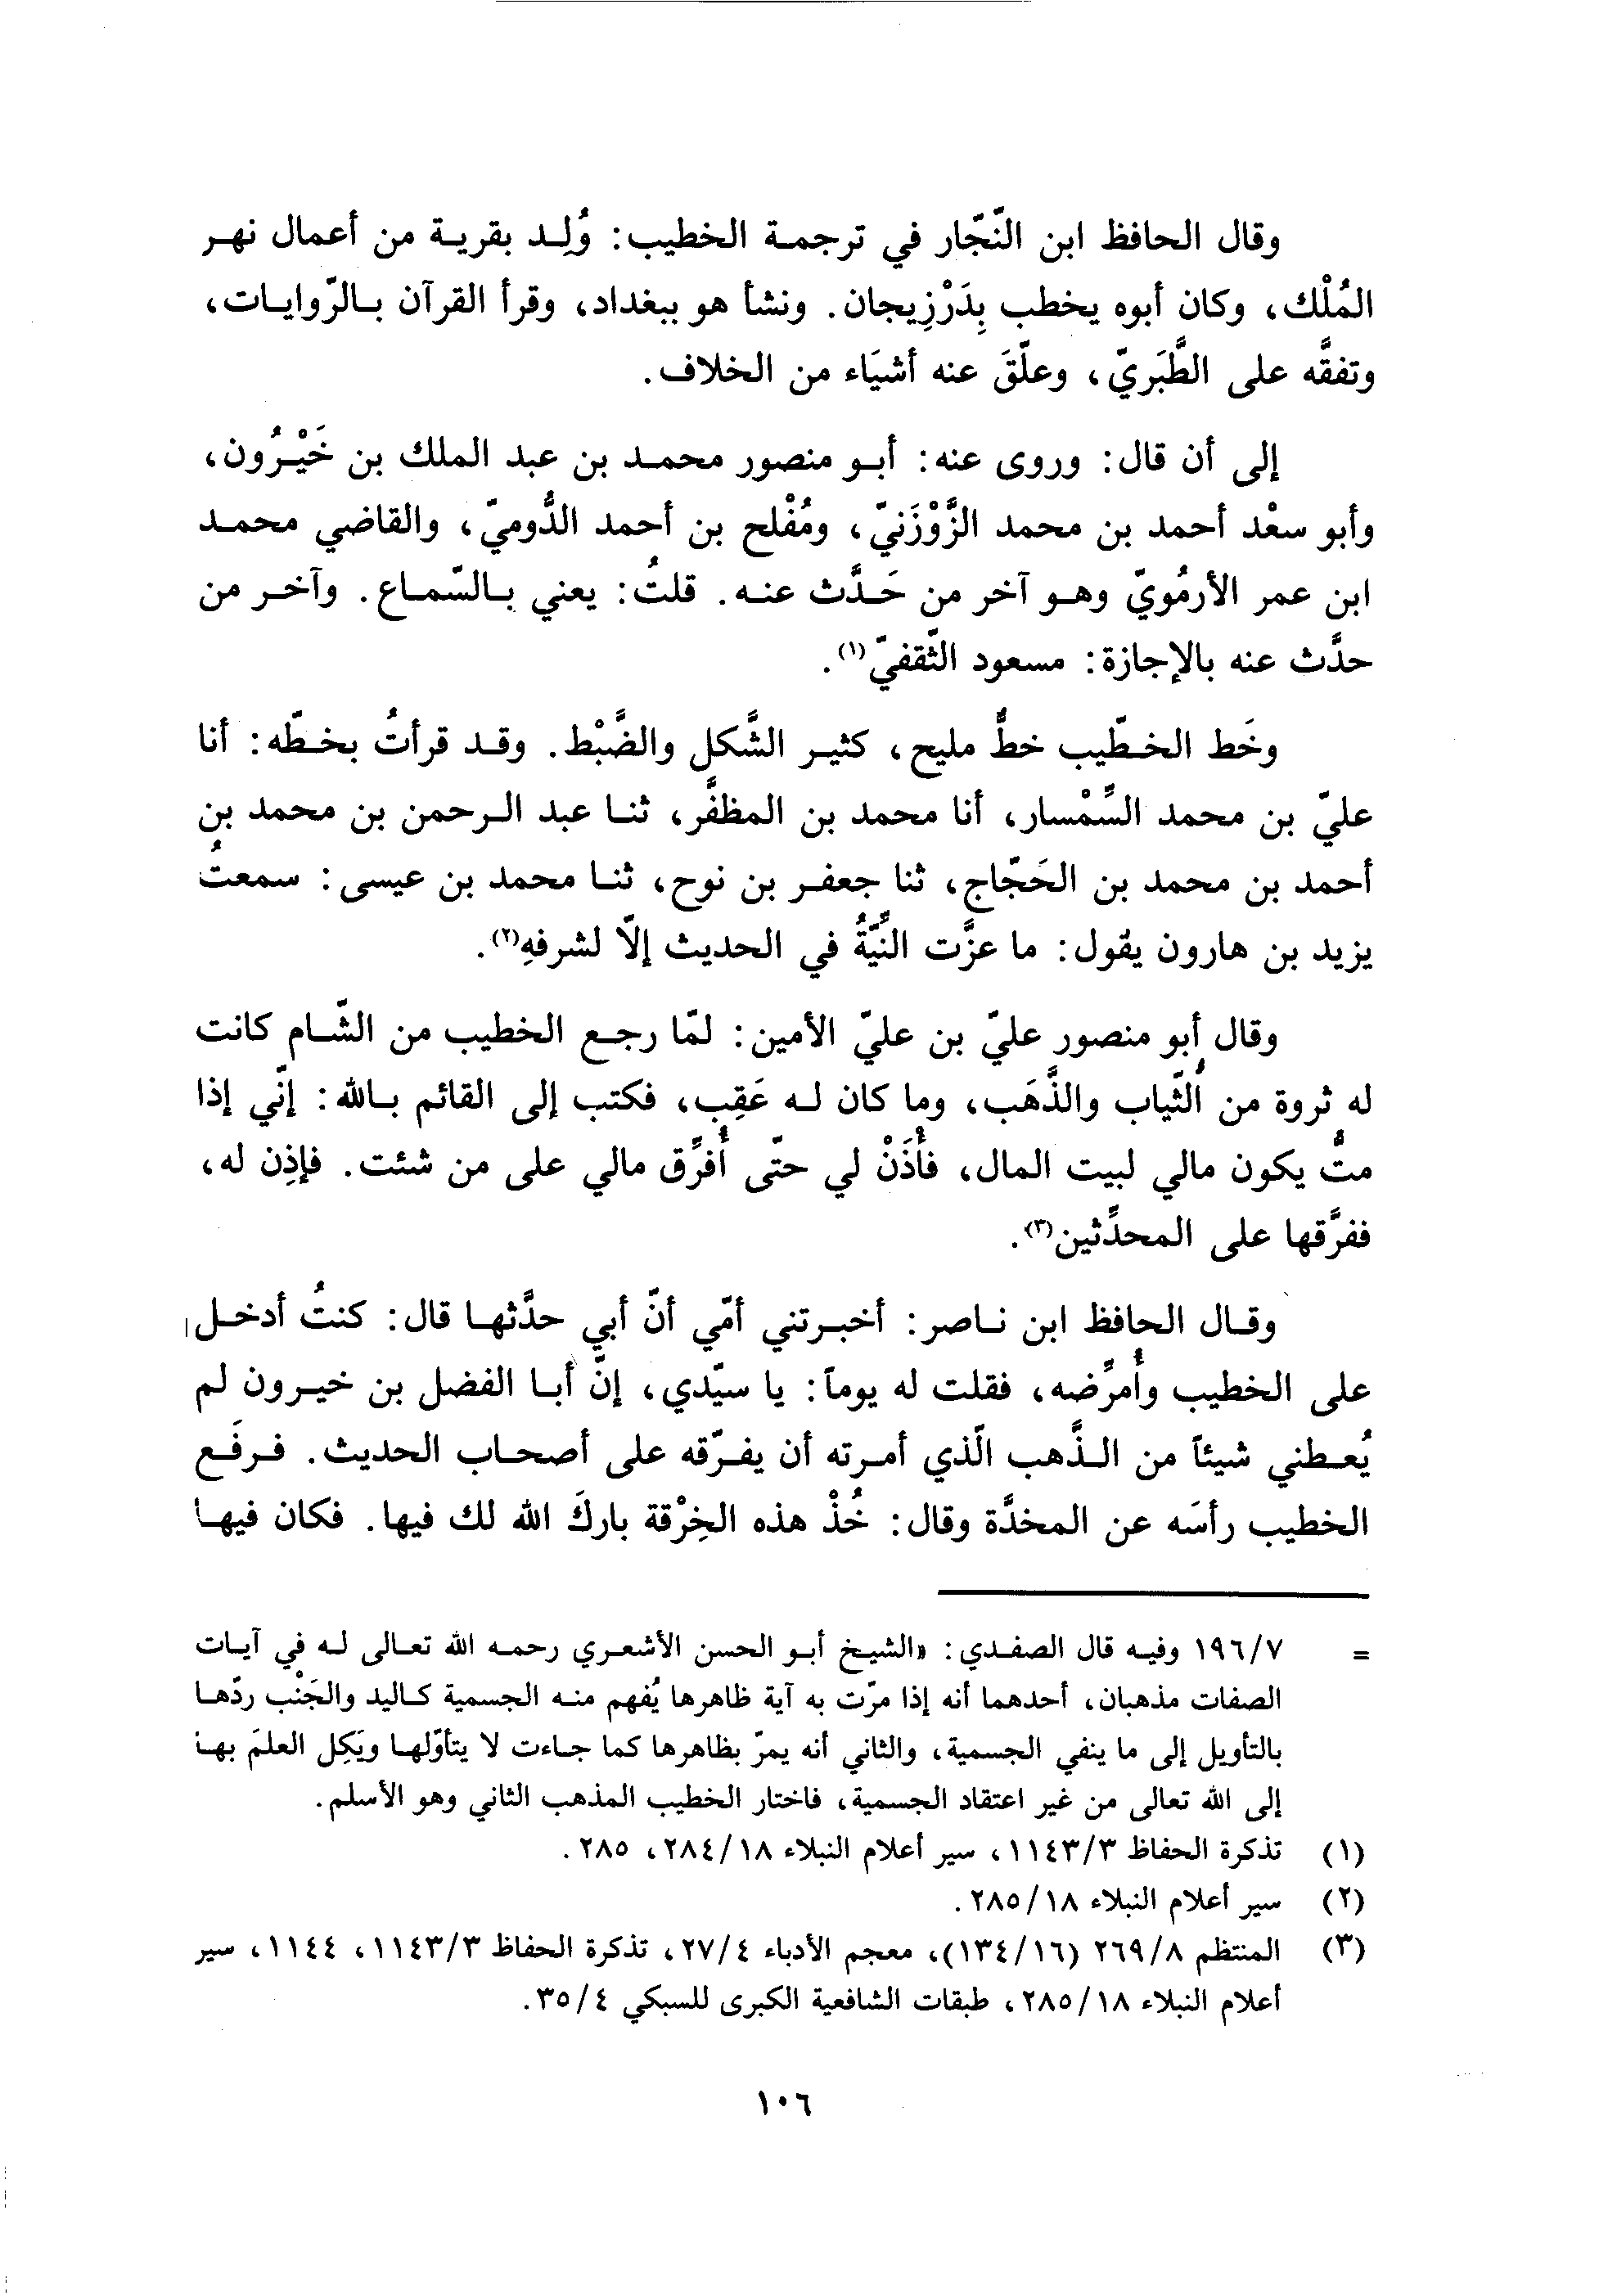 وقال الحافظ ابن النّجّار في ترجمة الخطيب: وُلِد بقرية من أعمال نهر
المُلْك، وكان أبوه يخطب بِدَرْزِيجان. ونشأ هو ببغداد، وقرأ القرآن بالرّوايات،
وتفقَّه على الطَّبَريّ، وعلّقَ عنه أشيَاء من الخلاف.
إلى أن قال: وروى عنه: أبو منصور محمد بن عبد الملك بن خَيْرُون،
وأبو سعْد أحمد بن محمد الزَّوْزَنيّ، ومُفْلح بن أحمد الدُّوميّ، والقاضي محمد
ابن عمر الأرمُويّ وهو آخر من حَدَّث عنه. قلتُ: يعني بالسّماع. وآخر من
حدَّث عنه بالإجازة: مسعود الثّقفيّ(١).
وخَط الخطّيب خطٌّ مليح، كثير الشَّكل والضَّبْط. وقد قرأتُ بخطّه: أنا
عليّ بن محمد السِّمْسار، أنا محمد بن المظفَّر، ثنا عبد الرحمن بن محمد بن
أحمد بن محمد بن الحَجّاج، ثنا جعفر بن نوح، ثنا محمد بن عيسى: سمعتُ
يزيد بن هارون يقول: ما عزَّت النُّيَّةُ في الحديث إلّا لشرفهِ(٢).
وقال أبو منصور عليّ بن عليّ الأمين: لمّا رجع الخطيب من الشّام كانت
له ثروة من الُثّياب والذَّهَب، وما كان له عَقِب، فكتب إلى القائم بالله: إنّي إذا
متُّ يكون مالي لبيت المال، فأْذَنْ لي حتّى أُفرِّق مالي على من شئت. فإذِن له،
ففرَّقها على المحدِّثين(٣).
وقال الحافظ ابن ناصر: أخبرتني أمّي أنّ أبي حدَّثها قال: كنتُ أدخل
على الخطيب وأُمرِّضه، فقلت له يوماً: يا سيّدي، إنّ أبا الفضل بن خيرون لم
يُعطني شيئاً من الذَّهب الّذي أمرته أن يفرّقه على أصحاب الحديث. فرفَع
الخطيب رأسَه عن المخدَّة وقال: خُذْ هذه الخِرْقة باركَ الله لك فيها. فكان فيها
= ١٩٦/٧ وفيه قال الصفدي: «الشيخ أبو الحسن الأشعري رحمه الله تعالى له في آيات
الصفات مذهبان، أحدهما أنه إذا مرّت به آية ظاهرها يُفهم منه الجسمية كاليد والجَنْب ردّها
بالتأويل إلى ما ينفي الجسمية، والثاني أنه يمرّ بظاهرها كما جاءت لا يتأوّلها ويَكِل العلمَ بها
إلى الله تعالى من غير اعتقاد الجسمية، فاختار الخطيب المذهب الثاني وهو الأسلم.
(١) تذكرة الحفاظ ١١٤٣/٣، سير أعلام النبلاء ٢٨٤/١٨، ٢٨٥.
(٢) سير أعلام النبلاء ٢٨٥/١٨.
(٣) المنتظم ٢٦٩/٨ (١٣٤/١٦)، معجم الأدباء ٢٧/٤، تذكرة الحفاظ ١١٤٣/٣، ١١٤٤، سير
أعلام النبلاء ٢٨٥/١٨، طبقات الشافعية الكبرى للسبكي ٣٥/٤.
١٠٦